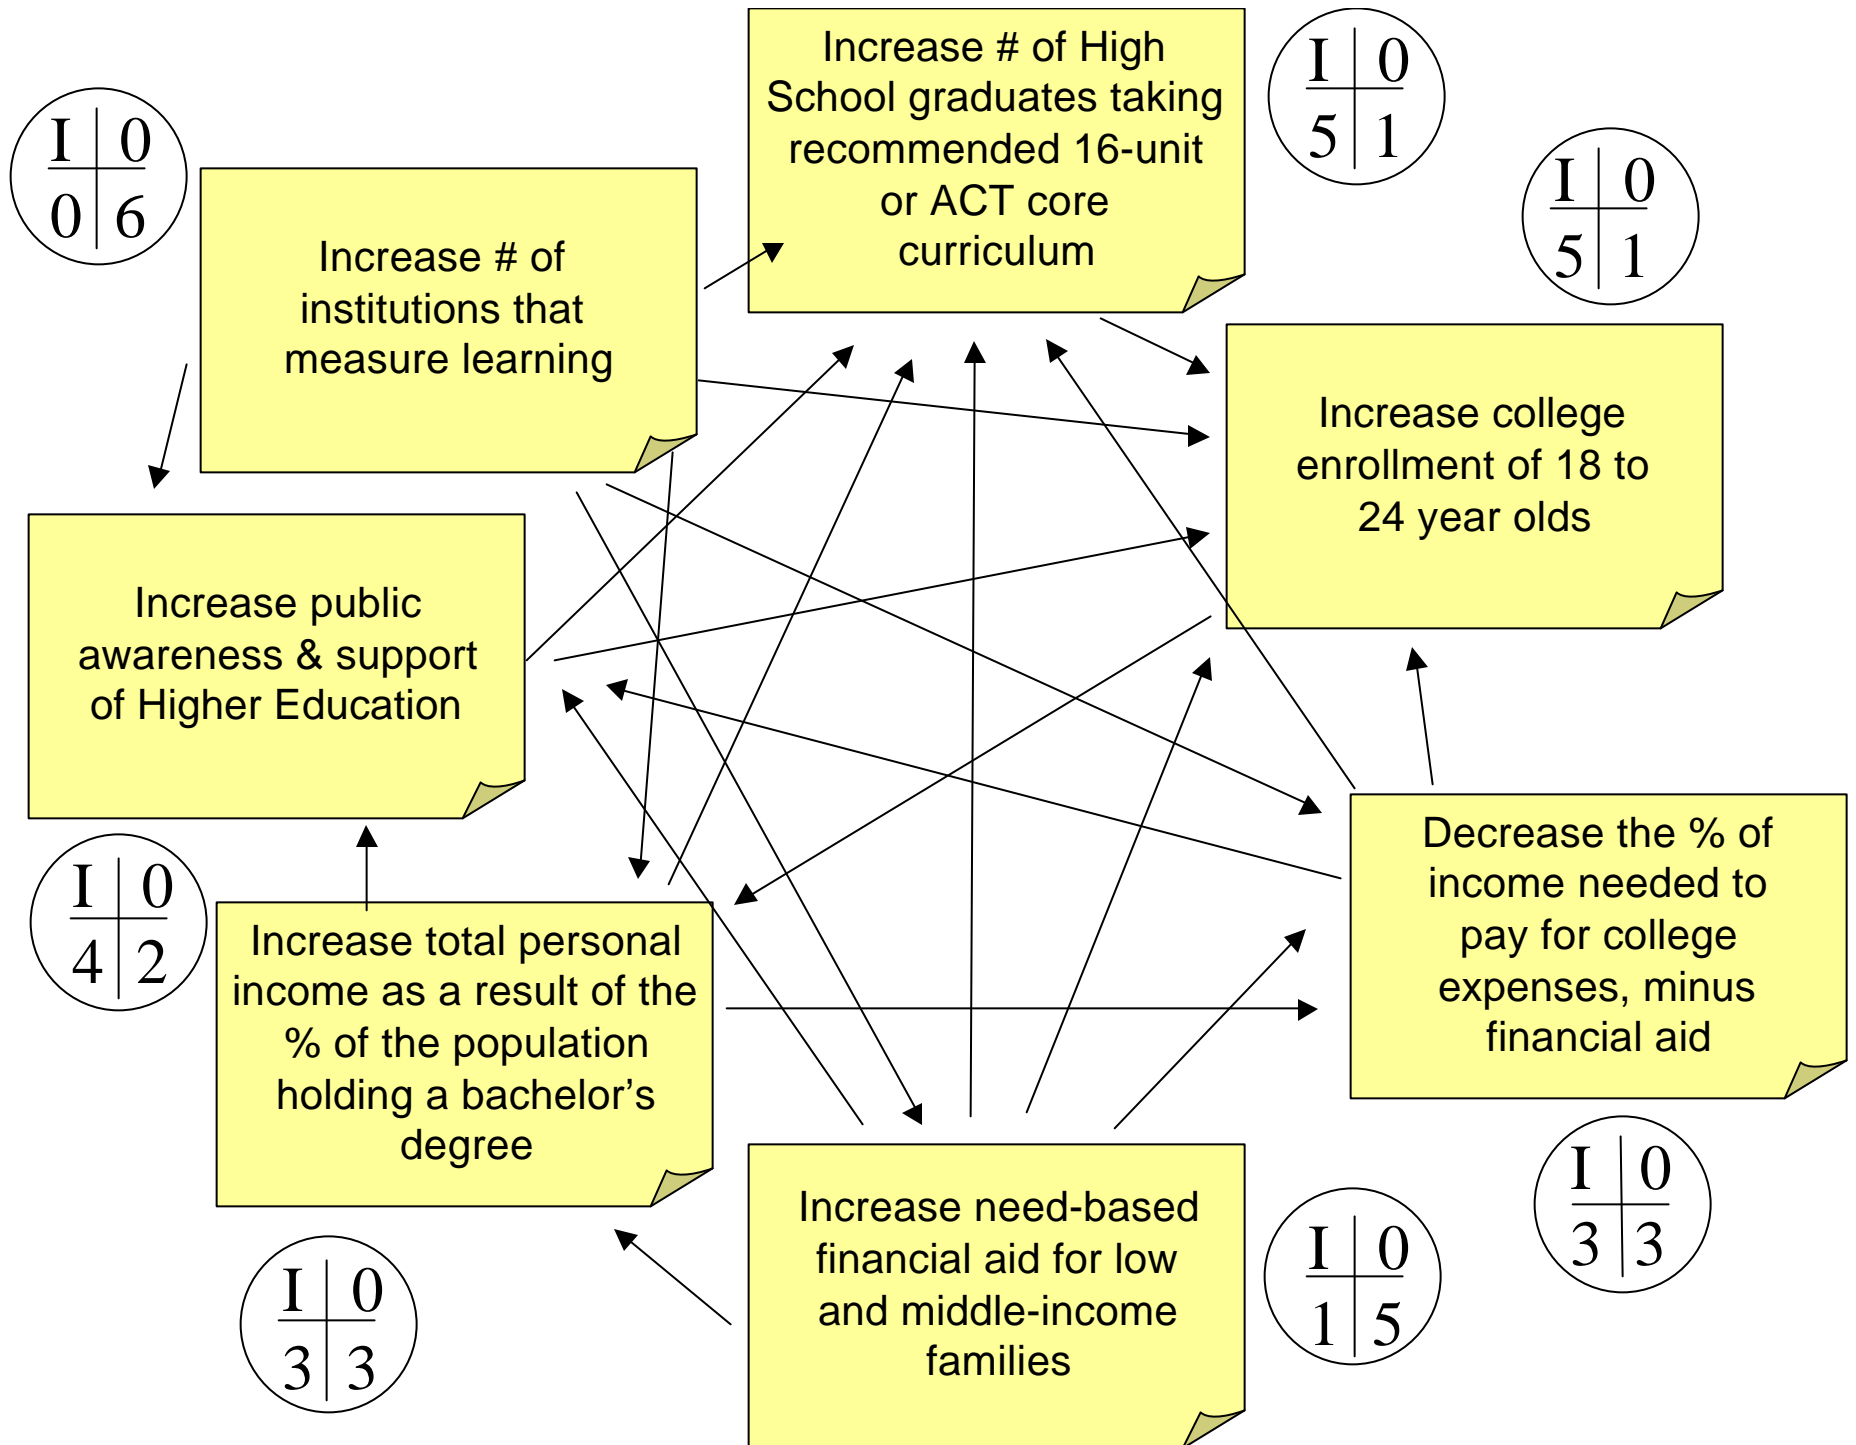 Increase # of High
School graduates taking
recommended 16-unit
or ACT core
curriculum
I 0
5 1
I 0
0 6
Increase # of
institutions that
measure learning
I 0
5 1
Increase college
enrollment of 18 to
24 year olds
Increase public
awareness & support
of Higher Education
I 0
4 2
Decrease the % of
income needed to
pay for college
expenses, minus
financial aid
I 0
3 3
Increase total personal
income as a result of the
% of the population
holding a bachelor’s
degree
I 0
3 3
Increase need-based
financial aid for low
and middle-income
families
I 0
1 5